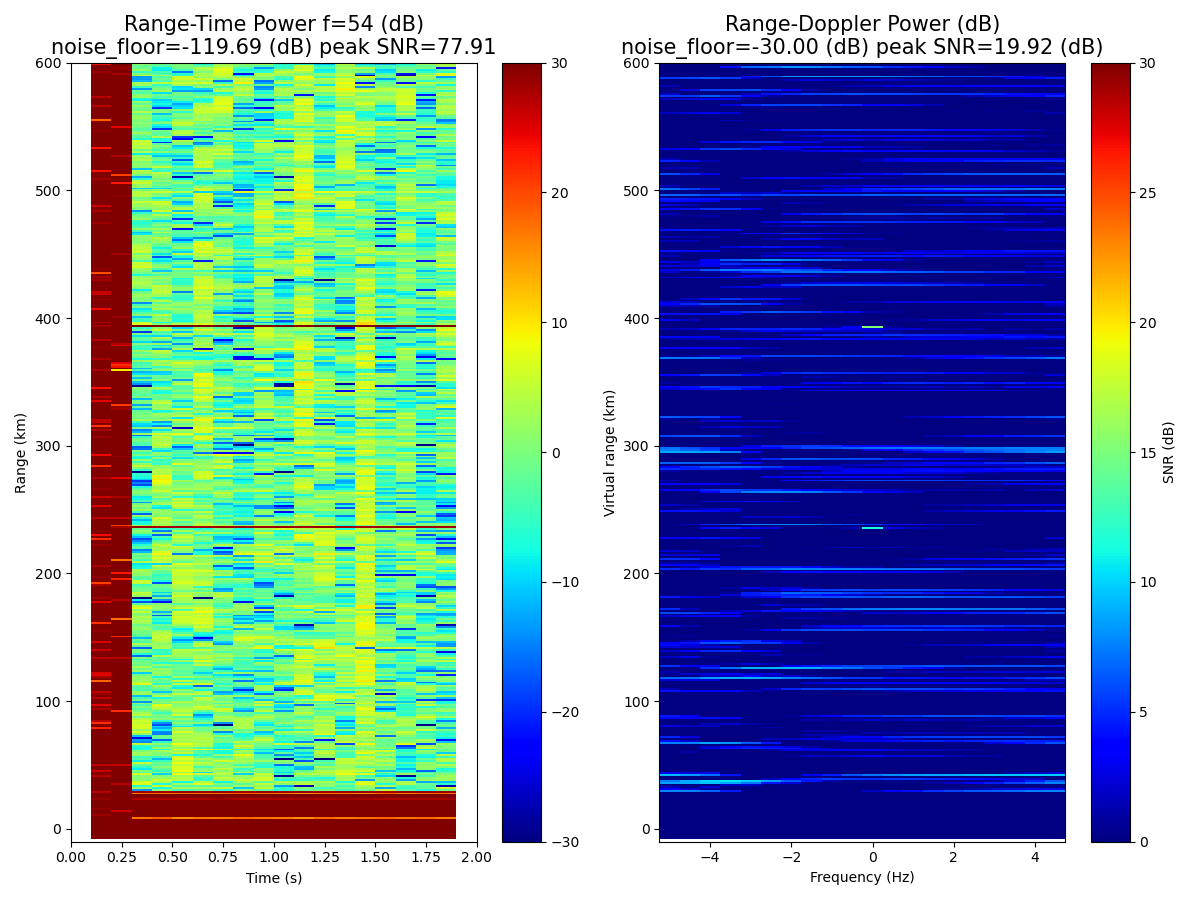 Range-Time Power f=54 (dB)
noise_floor=-119.69 (dB) peak SNR=77.91
600
500
400
300
200
100
0
Range (km)
0.00 0.25 0.50 0.75 1.00 1.25 1.50 1.75 2.00
Time (s)
30
20
10
0
−10
−20
−30
Range-Doppler Power (dB)
noise_floor=-30.00 (dB) peak SNR=19.92 (dB)
600
500
400
300
200
100
0
Virtual range (km)
−4 −2 0 2 4
Frequency (Hz)
30
25
20
15
10
5
0
SNR (dB)